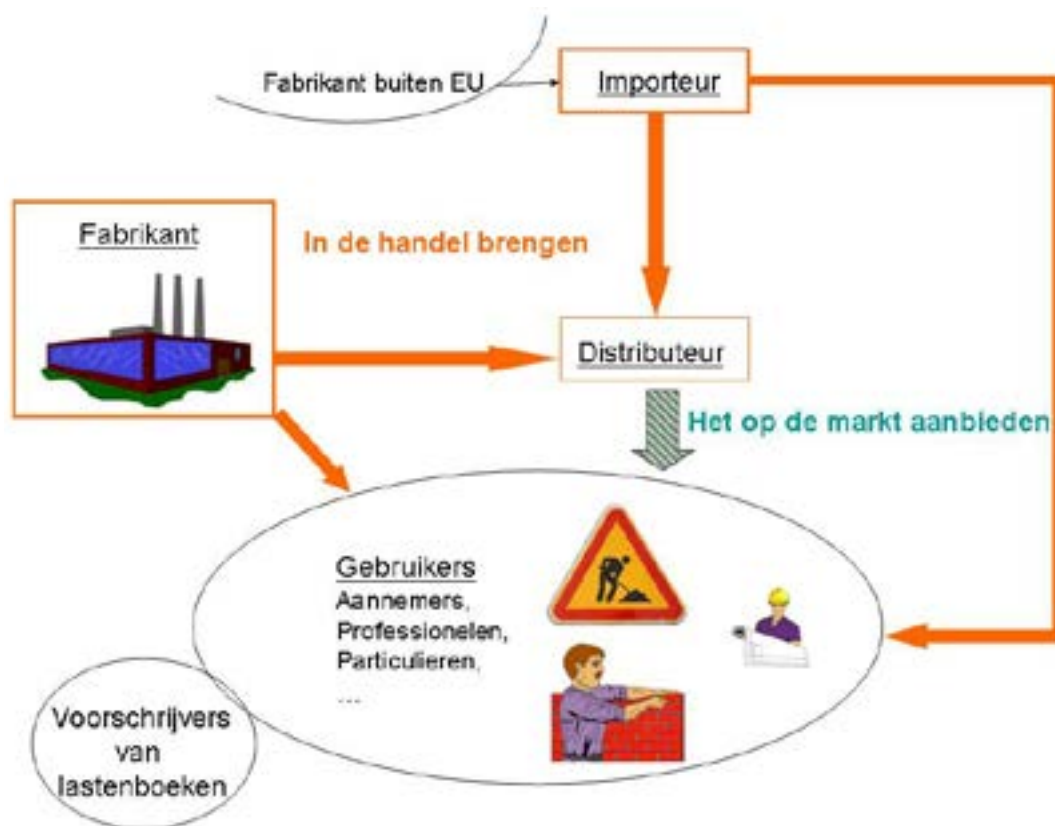 Fabrikant buiten EU
Importeur
Fabrikant
In de handel brengen
Distributeur
Het op de markt aanbieden
Gebruikers
Aannemers,
Professionelen,
Particulieren,
...
Voorschrijvers
van
lastenboeken